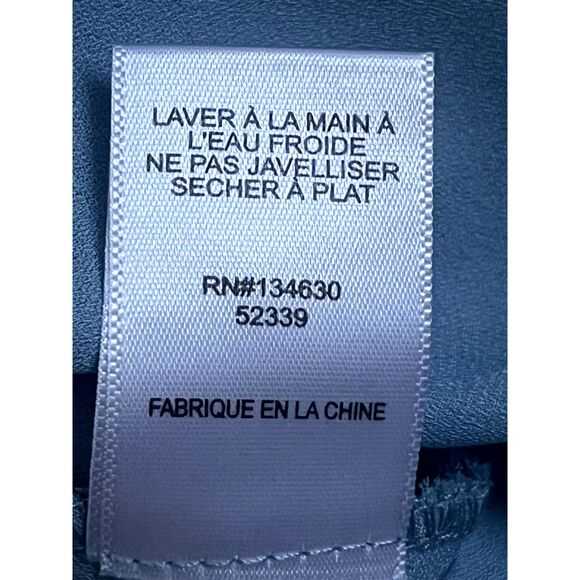 LAVER À LA MAIN À
L'EAU FROIDE
NE PAS JAVELLISER
SECHER À PLAT
RN#134630
52339
FABRIQUE EN LA CHINE